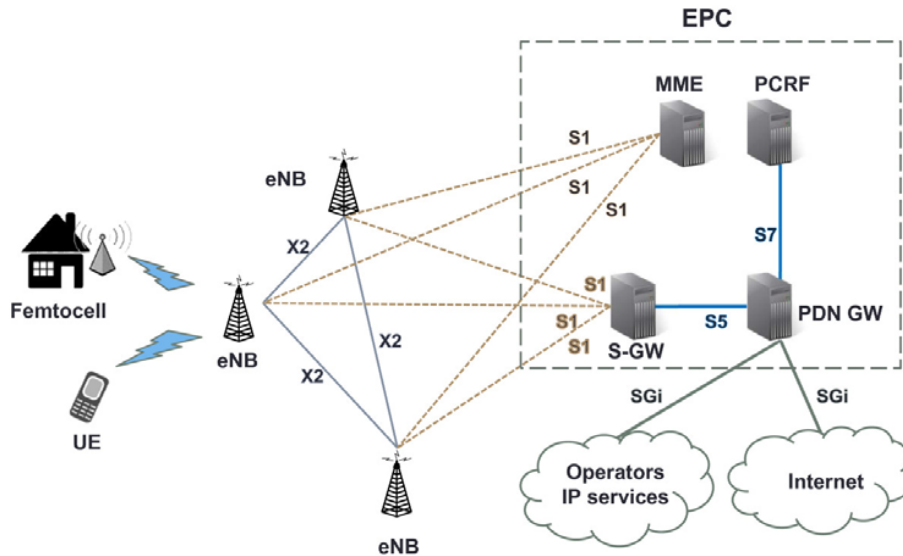 EPC
MME
PCRF
S1
eNB
S1
S1
X2
S7
Femtocell
S1
PDN GW
S1
S5
eNB
X2
S1
S-GW
X2
SGi
SGi
UE
Operators
IP services
Internet
eNB